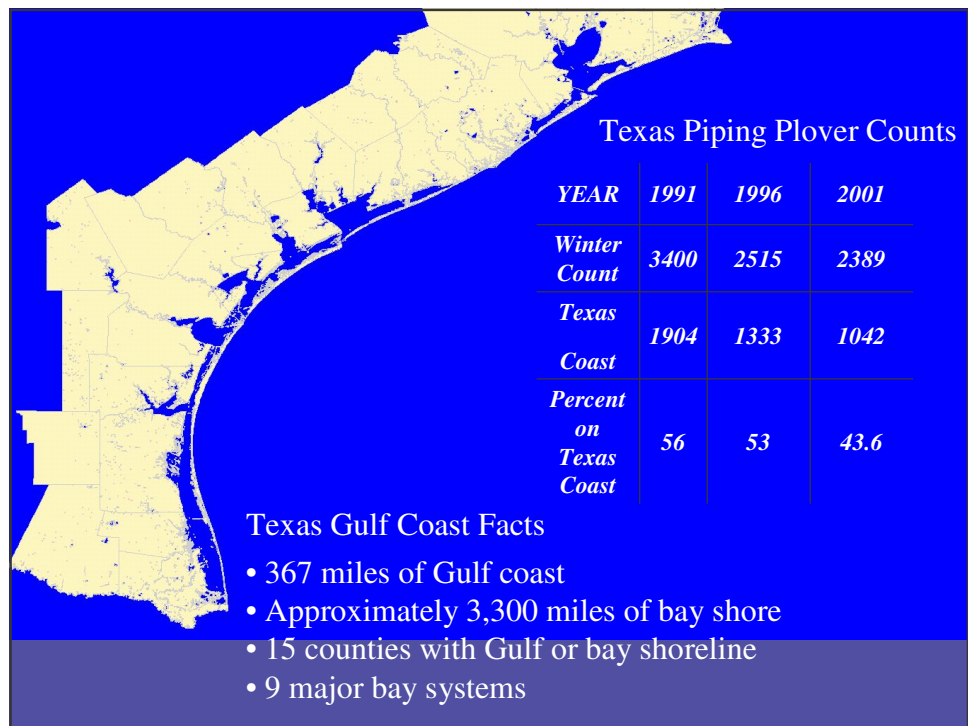 Texas Piping Plover Counts
YEAR 1991 1996 2001
Winter Count 3400 2515 2389
Texas Coast 1904 1333 1042
Percent on Texas Coast 56 53 43.6
Texas Gulf Coast Facts
• 367 miles of Gulf coast
• Approximately 3,300 miles of bay shore
• 15 counties with Gulf or bay shoreline
• 9 major bay systems